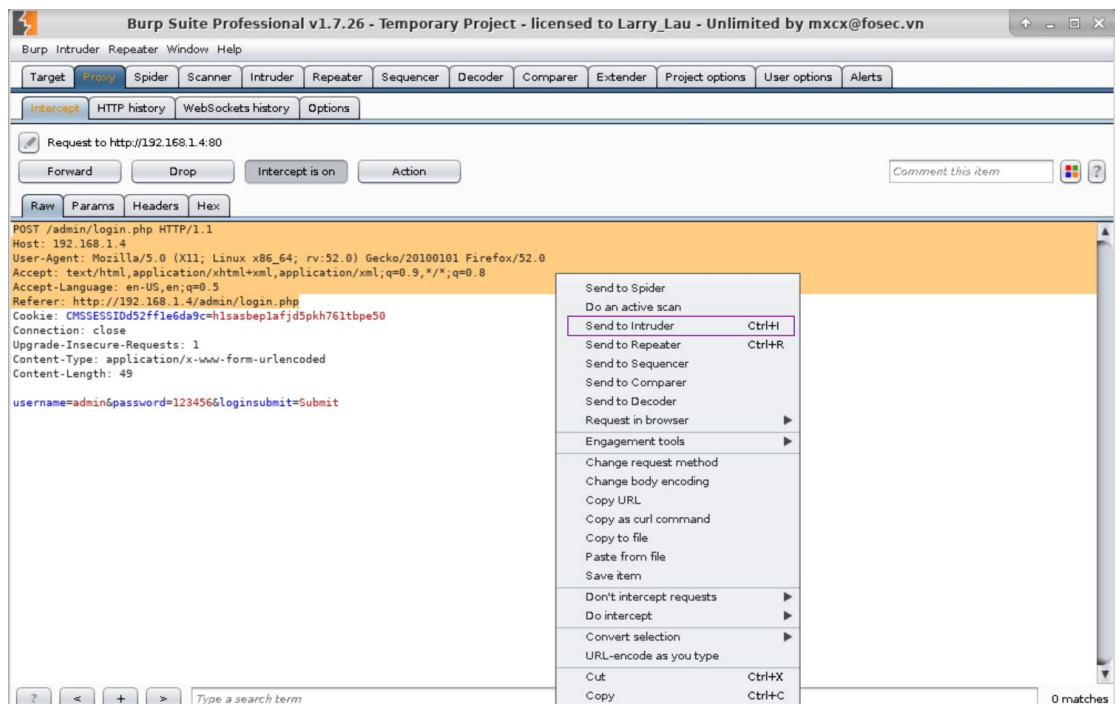 Burp Suite Professional v1.7.26 - Temporary Project - licensed to Larry_Lau - Unlimited by mxcx@fosec.vn
Burp Intruder Repeater Window Help
Target Proxy Spider Scanner Intruder Repeater Sequencer Decoder Comparer Extender Project options User options Alerts
Intercept HTTP history WebSockets history Options
Request to http://192.168.1.4:80
Forward Drop Intercept is on Action Comment this item ?
Raw Params Headers Hex
POST /admin/login.php HTTP/1.1
Host: 192.168.1.4
User-Agent: Mozilla/5.0 (X11; Linux x86_64; rv:52.0) Gecko/20100101 Firefox/52.0
Accept: text/html,application/xhtml+xml,application/xml;q=0.9,*/*;q=0.8
Accept-Language: en-US,en;q=0.5
Referer: http://192.168.1.4/admin/login.php
Cookie: CMSSESSIDd52ff1e6da9c=h1sasbep1afjd5pkh761tbpe50
Connection: close
Upgrade-Insecure-Requests: 1
Content-Type: application/x-www-form-urlencoded
Content-Length: 49
username=admin&password=123456&loginsubmit=Submit
Send to Spider
Do an active scan
Send to Intruder Ctrl+I
Send to Repeater Ctrl+R
Send to Sequencer
Send to Comparer
Send to Decoder
Request in browser
Engagement tools
Change request method
Change body encoding
Copy URL
Copy as curl command
Copy to file
Paste from file
Save item
Don't intercept requests
Do intercept
Convert selection
URL-encode as you type
Cut Ctrl+X
Copy Ctrl+C
? < + > Type a search term 0 matches